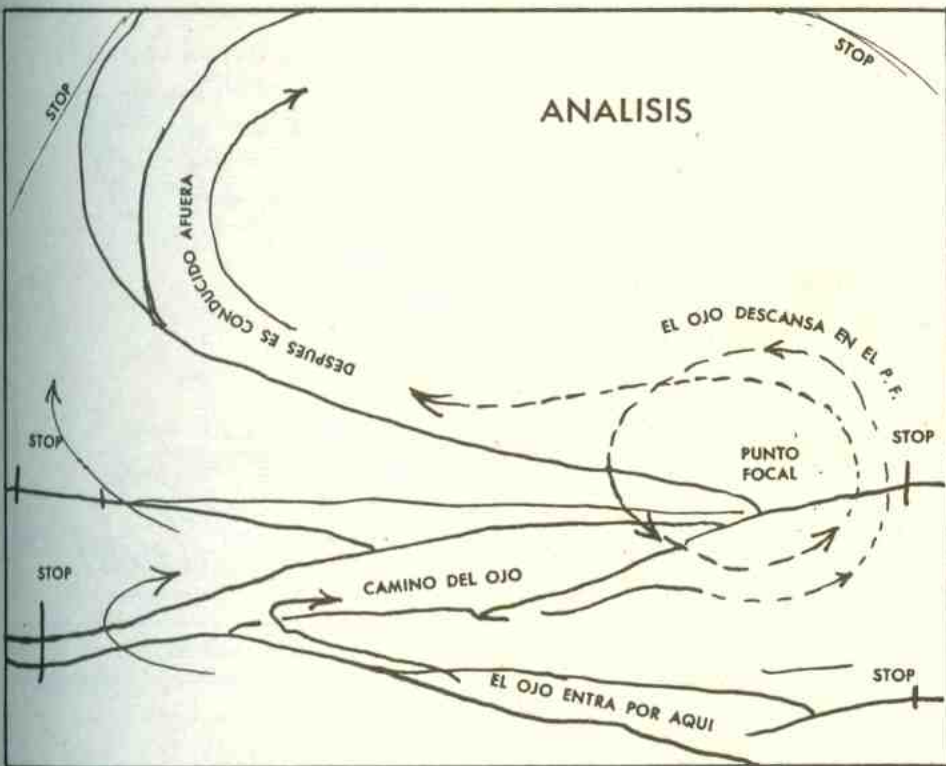 STOP
STOP
ANALISIS
DESPUES ES CONDUCIDO AFUERA
EL OJO DESCANSA EN EL P.F.
STOP
STOP
PUNTO
FOCAL
STOP
CAMINO DEL OJO
EL OJO ENTRA POR AQUI
STOP